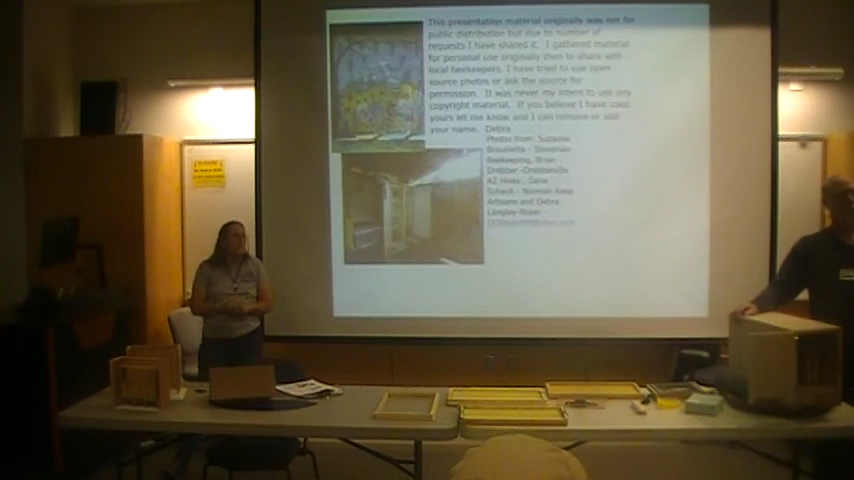 This presentation material originally was not for
public distribution but due to number of
requests I have shared it. I gathered material
for personal use originally then to share with
local beekeepers. I have tried to use open
source photos or ask the source for
permission. It was never my intent to use any
copyright material. If you believe I have used
yours let me know and I can remove or add
your name. Debra
Photos from: Suzanne
Brouillette - Slovenian
Beekeeping, Brian
Drebber -Drebbieville
AZ Hives, Dana
- Norman Keep
Artisans and Debra
Langley-Boyer -